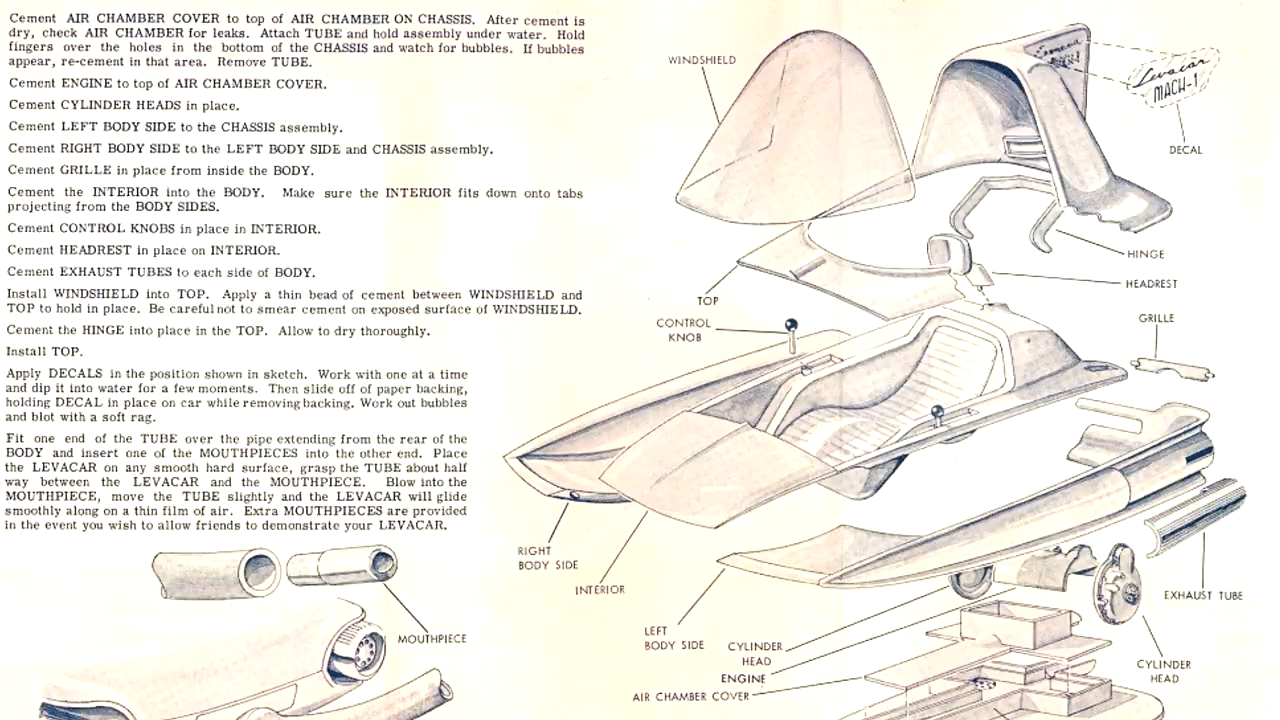 Cement AIR CHAMBER COVER to top of AIR CHAMBER ON CHASSIS. After cement is
dry, check AIR CHAMBER for leaks. Attach TUBE and hold assembly under water. Hold
fingers over the holes in the bottom of the CHASSIS and watch for bubbles. If bubbles
appear, re-cement in that area. Remove TUBE.
Cement ENGINE to top of AIR CHAMBER COVER.
Cement CYLINDER HEADS in place.
Cement LEFT BODY SIDE to the CHASSIS assembly.
Cement RIGHT BODY SIDE to the LEFT BODY SIDE and CHASSIS assembly.
Cement GRILLE in place from inside the BODY.
Cement the INTERIOR into the BODY. Make sure the INTERIOR fits down onto tabs
projecting from the BODY SIDES.
Cement CONTROL KNOBS in place in INTERIOR.
Cement HEADREST in place on INTERIOR.
Cement EXHAUST TUBES to each side of BODY.
Install WINDSHIELD into TOP. Apply a thin bead of cement between WINDSHIELD and
TOP to hold in place. Be careful not to smear cement on exposed surface of WINDSHIELD.
Cement the HINGE into place in the TOP. Allow to dry thoroughly.
Install TOP.
Apply DECALS in the position shown in sketch. Work with one at a time
and dip it into water for a few moments. Then slide off of paper backing,
holding DECAL in place on car while removing backing. Work out bubbles
and blot with a soft rag.
Fit one end of the TUBE over the pipe extending from the rear of the
BODY and insert one of the MOUTHPIECES into the other end. Place
the LEVACAR on any smooth hard surface, grasp the TUBE about half
way between the LEVACAR and the MOUTHPIECE. Blow into the
MOUTHPIECE, move the TUBE slightly and the LEVACAR will glide
smoothly along on a thin film of air. Extra MOUTHPIECES are provided
in the event you wish to allow friends to demonstrate your LEVACAR.
MOUTHPIECE
WINDSHIELD
Levacar
MACH-1
DECAL
HINGE
HEADREST
TOP
CONTROL
KNOB
GRILLE
RIGHT
BODY SIDE
INTERIOR
LEFT
BODY SIDE
EXHAUST TUBE
CYLINDER
HEAD
ENGINE
AIR CHAMBER COVER
CYLINDER
HEAD